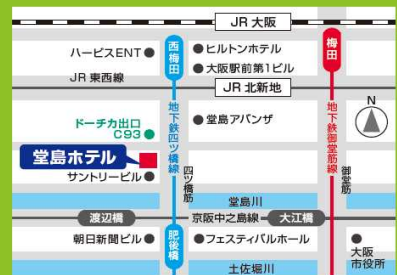 JR 大阪
ハービスENT
西梅田
ヒルトンホテル
梅田
大阪駅前第1ビル
JR 東西線
JR 北新地
ドーチカ出口
C93
地下鉄四ツ橋線
堂島アバンザ
地下鉄御堂筋線
N
堂島ホテル
サントリービル
四ツ橋筋
御堂筋
堂島川
渡辺橋
京阪中之島線
大江橋
朝日新聞ビル
肥後橋
フェスティバルホール
大阪
市役所
土佐堀川